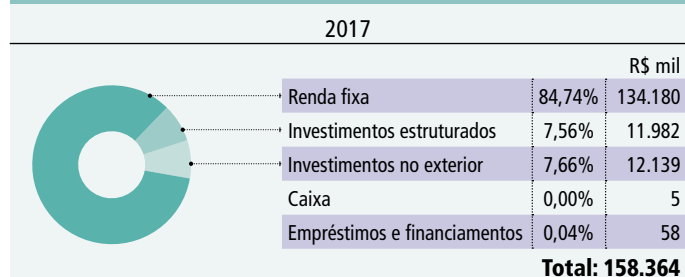 2017
R$ mil
Renda fixa 84,74% 134.180
Investimentos estruturados 7,56% 11.982
Investimentos no exterior 7,66% 12.139
Caixa 0,00% 5
Empréstimos e financiamentos 0,04% 58
Total: 158.364